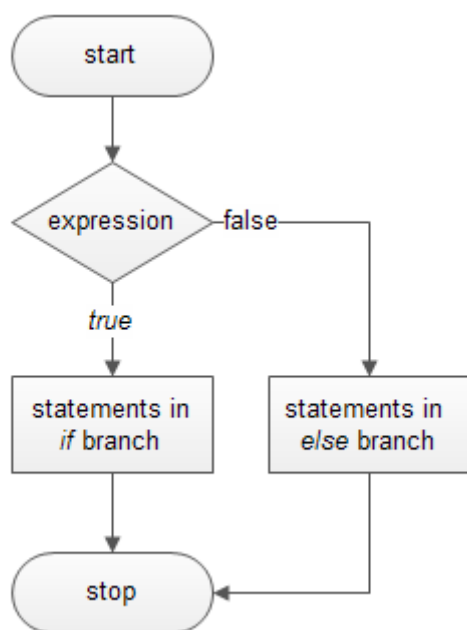 start
expression
false
true
statements in
if branch
statements in
else branch
stop